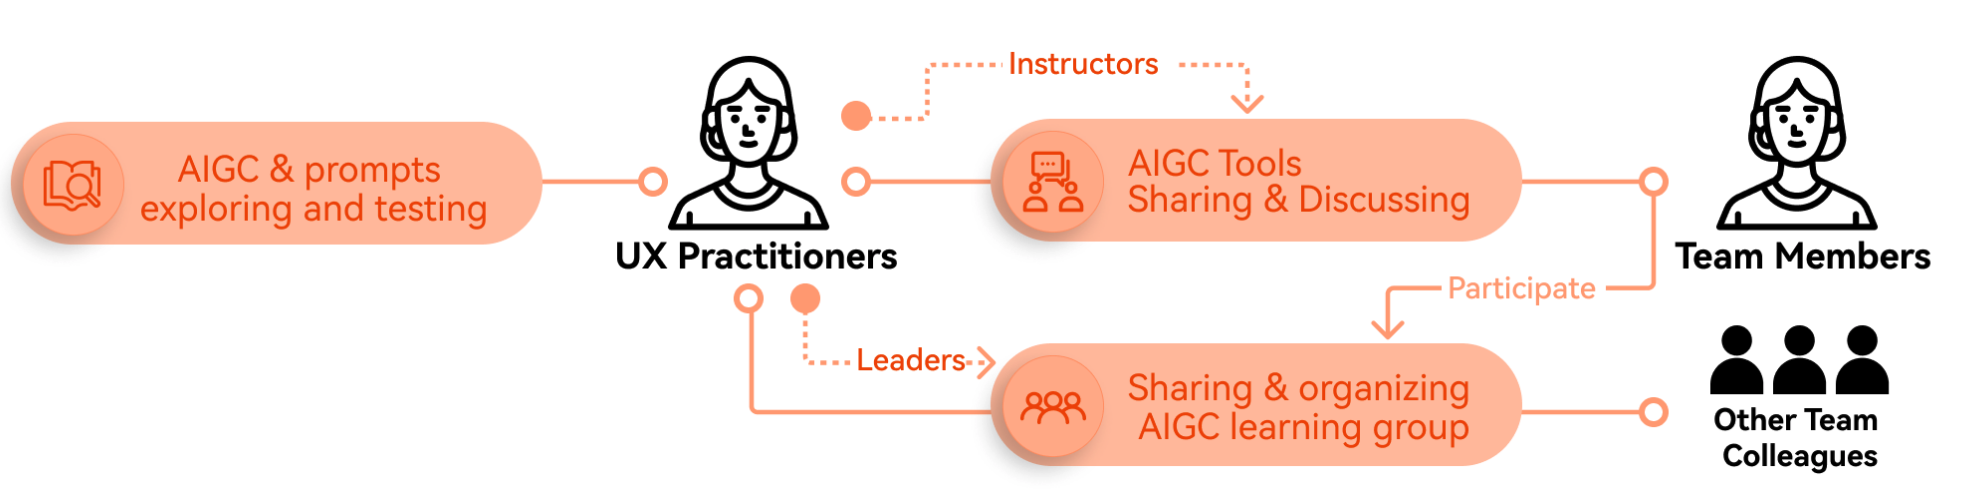 Instructors
AIGC & prompts
exploring and testing
AIGC Tools
Sharing & Discussing
UX Practitioners
Team Members
Participate
Leaders
Sharing & organizing
AIGC learning group
Other Team
Colleagues